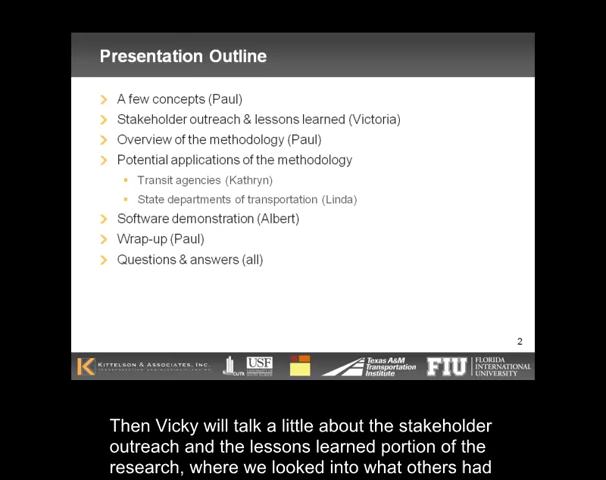 Presentation Outline
A few concepts (Paul)
Stakeholder outreach & lessons learned (Victoria)
Overview of the methodology (Paul)
Potential applications of the methodology
Transit agencies (Kathryn)
State departments of transportation (Linda)
Software demonstration (Albert)
Wrap-up (Paul)
Questions & answers (all)
2
KITTELSON & ASSOCIATES, INC.
CUTR
USF
Texas A&M
Transportation
Institute
FIU
FLORIDA
INTERNATIONAL
UNIVERSITY
Then Vicky will talk a little about the stakeholder
outreach and the lessons learned portion of the
research, where we looked into what others had